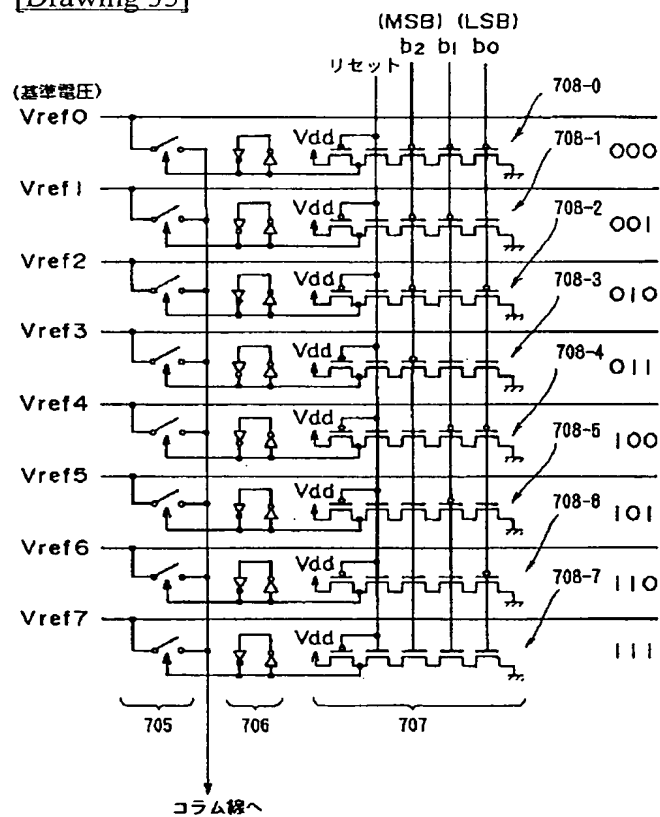 [Drawing 33]
(MSB) (LSB)
b2 b1 b0
リセット
(基準電圧)
Vref0
Vdd
708-0
000
Vref1
Vdd
708-1
001
Vref2
Vdd
708-2
010
Vref3
Vdd
708-3
011
Vref4
Vdd
708-4
100
Vref5
Vdd
708-5
101
Vref6
Vdd
708-6
110
Vref7
Vdd
708-7
111
705
706
707
コラム線へ